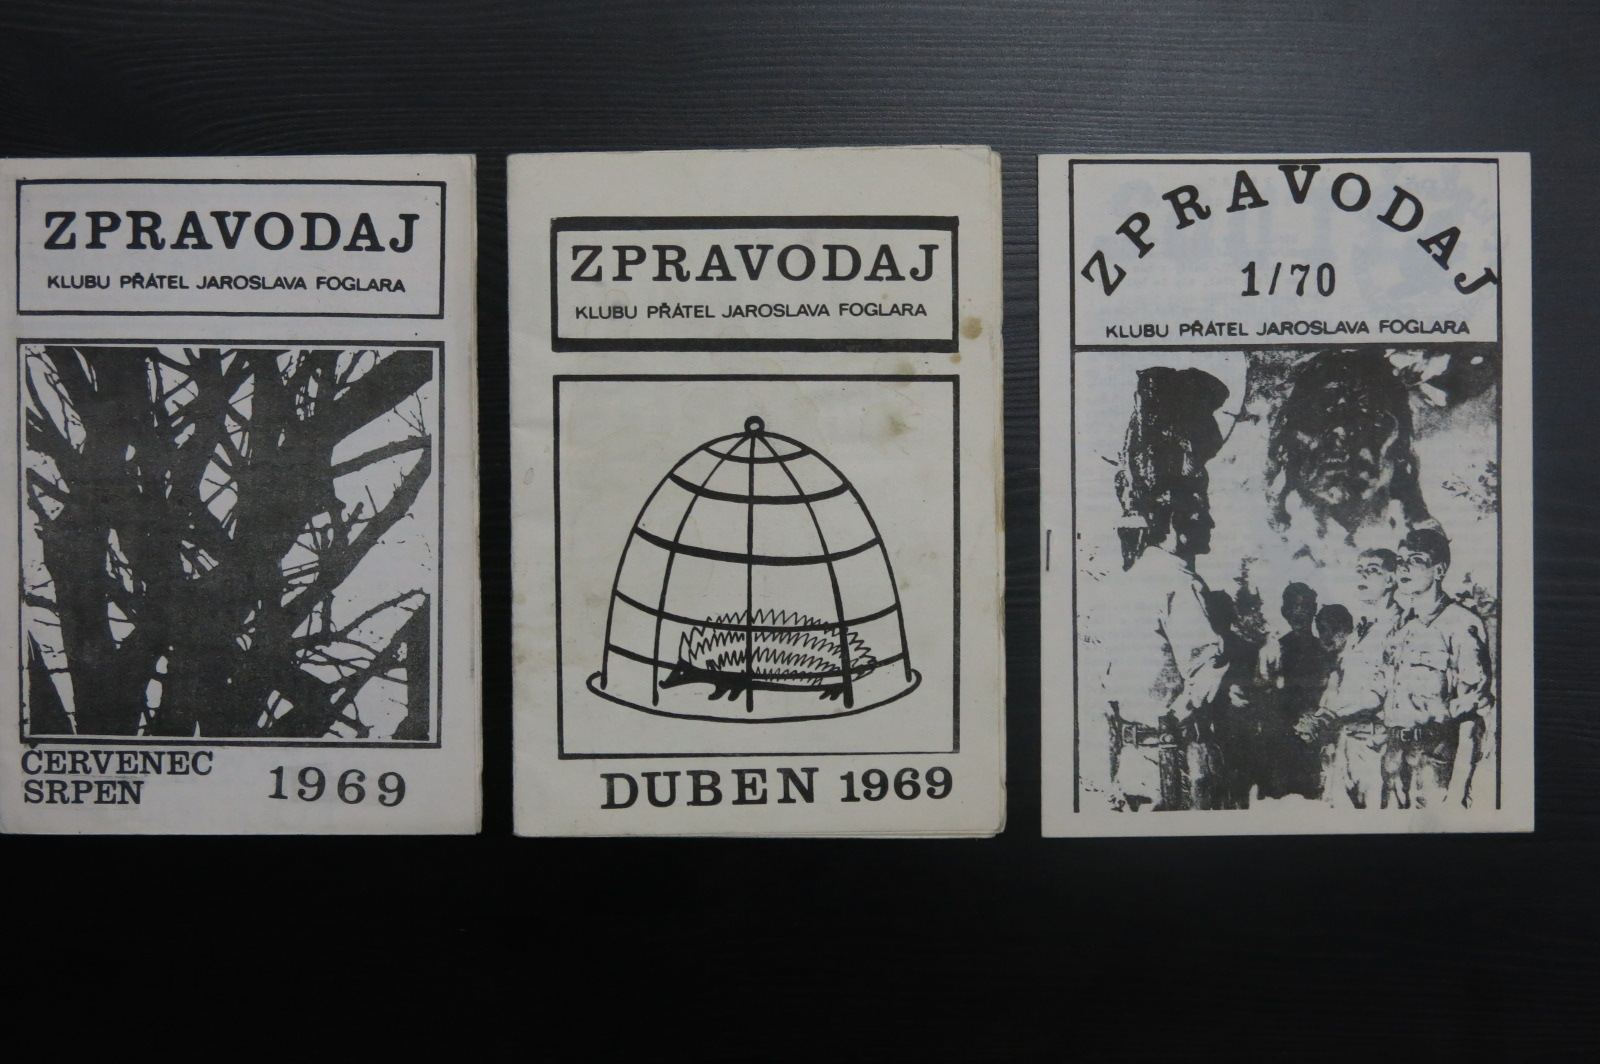 ZPRAVODAJ
KLUBU PŘÁTEL JAROSLAVA FOGLARA
ČERVENEC
SRPEN
1969
ZPRAVODAJ
KLUBU PŘÁTEL JAROSLAVA FOGLARA
DUBEN 1969
ZPRAVODAJ
1/70
KLUBU PŘÁTEL JAROSLAVA FOGLARA